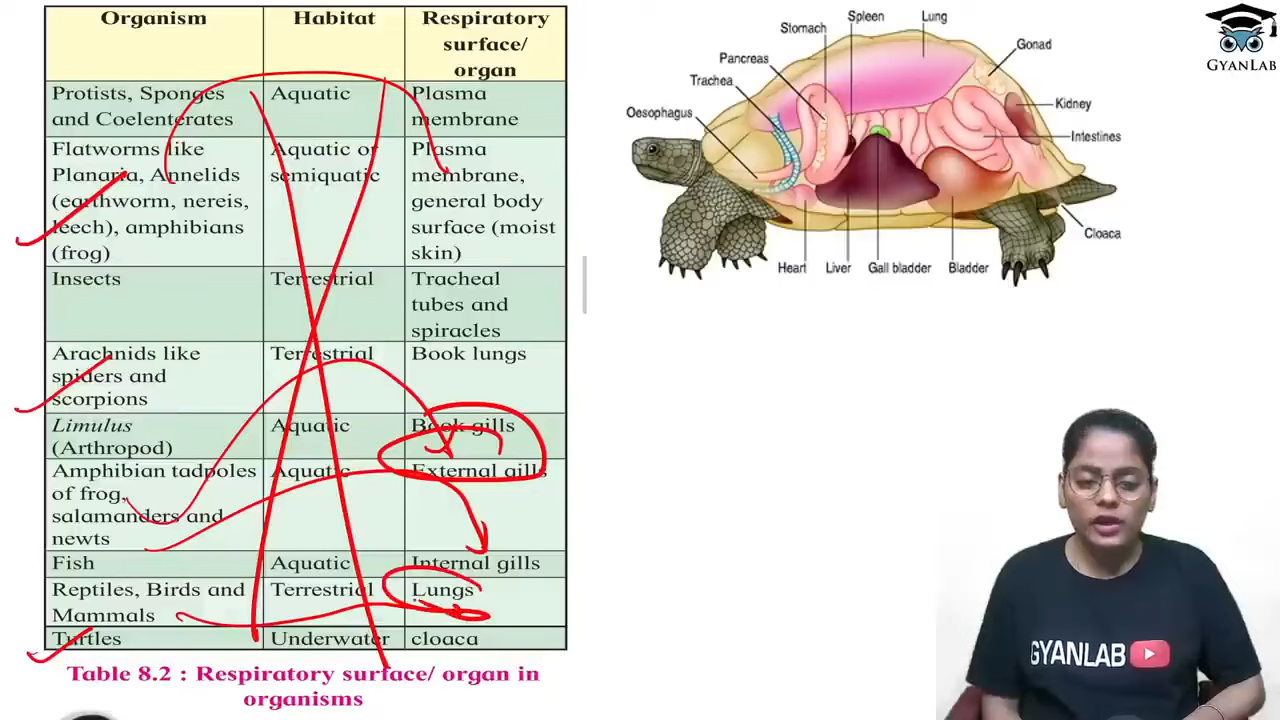 Organism Habitat Respiratory surface/ organ
Protists, Sponges and Coelenterates Aquatic Plasma membrane
Flatworms like Planaria, Annelids (earthworm, nereis, leech), amphibians (frog) Aquatic or semiquatic Plasma membrane, general body surface (moist skin)
Insects Terrestrial Tracheal tubes and spiracles
Arachnids like spiders and scorpions Terrestrial Book lungs
Limulus (Arthropod) Aquatic Book gills
Amphibian tadpoles of frog, salamanders and newts Aquatic External gills
Fish Aquatic Internal gills
Reptiles, Birds and Mammals Terrestrial Lungs
Turtles Underwater cloaca
Table 8.2 : Respiratory surface/ organ in
organisms
Spleen
Lung
Stomach
Gonad
Pancreas
Trachea
Kidney
Oesophagus
Intestines
Cloaca
Heart
Liver
Gall bladder
Bladder
GYANLAB
GYANLAB